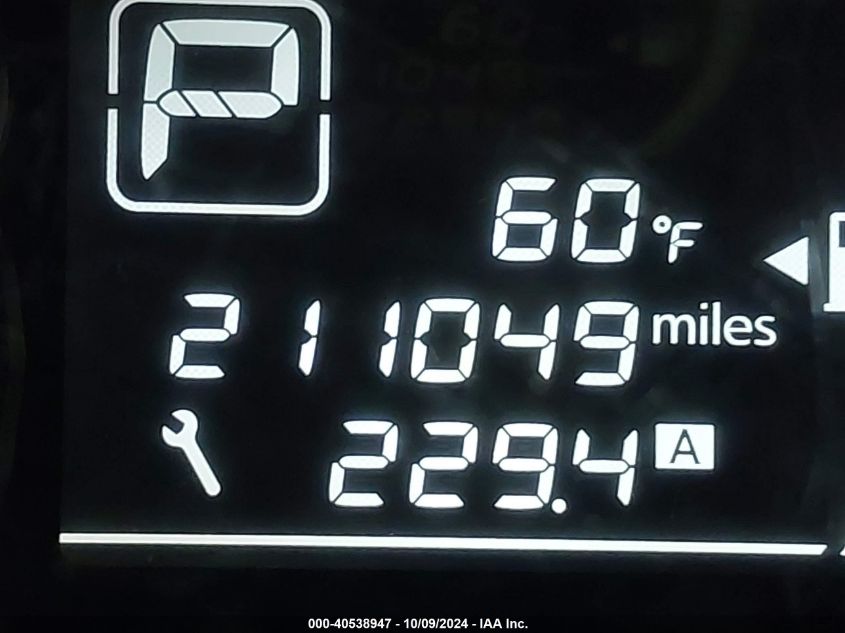 P
60 °F
211049 miles
229.4 A
000-40538947 - 10/09/2024 - IAA Inc.